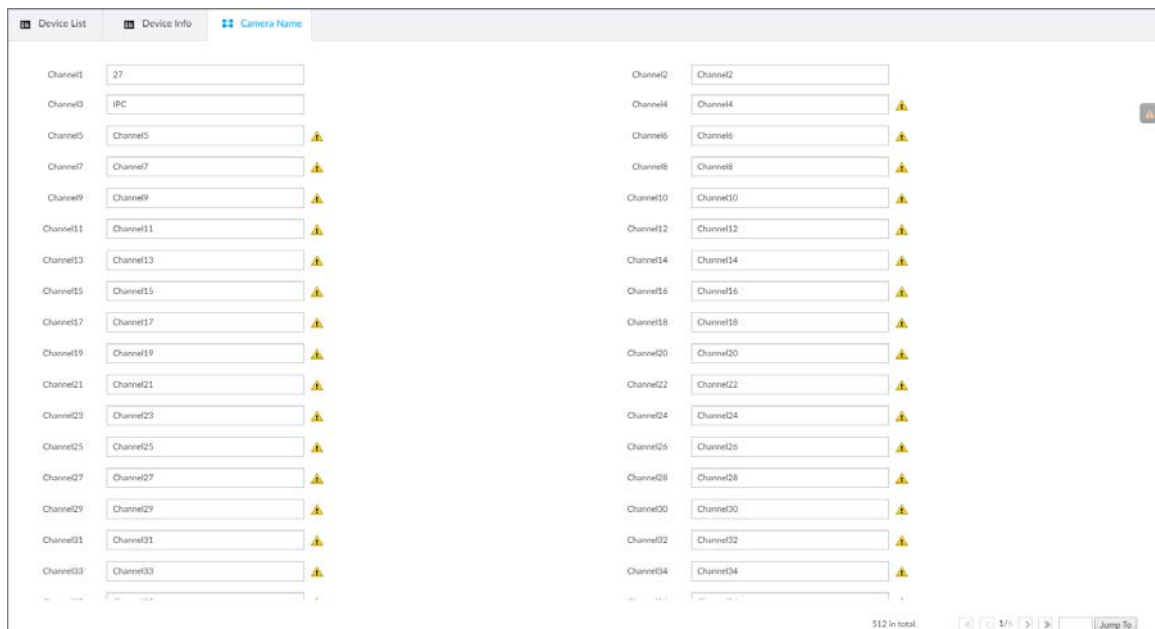 Device List Device Info Camera Name
Channel1 27 Channel2 Channel2
Channel3 IPC Channel4 Channel4
Channel5 Channel5 Channel6 Channel6
Channel7 Channel7 Channel8 Channel8
Channel9 Channel9 Channel10 Channel10
Channel11 Channel11 Channel12 Channel12
Channel13 Channel13 Channel14 Channel14
Channel15 Channel15 Channel16 Channel16
Channel17 Channel17 Channel18 Channel18
Channel19 Channel19 Channel20 Channel20
Channel21 Channel21 Channel22 Channel22
Channel23 Channel23 Channel24 Channel24
Channel25 Channel25 Channel26 Channel26
Channel27 Channel27 Channel28 Channel28
Channel29 Channel29 Channel30 Channel30
Channel31 Channel31 Channel32 Channel32
Channel33 Channel33 Channel34 Channel34
512 in total. 1/ Jump To